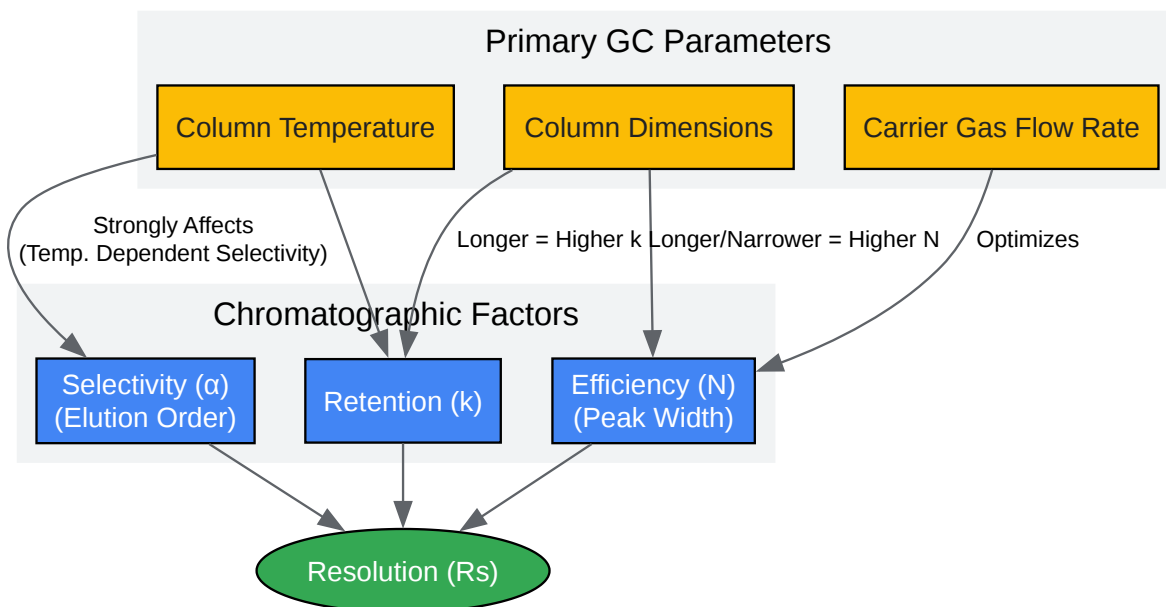 Primary GC Parameters
Column Temperature
Column Dimensions
Carrier Gas Flow Rate
Strongly Affects
(Temp. Dependent Selectivity)
Longer = Higher k
Longer/Narrower = Higher N
Optimizes
Chromatographic Factors
Selectivity (α)
(Elution Order)
Retention (k)
Efficiency (N)
(Peak Width)
Resolution (Rs)